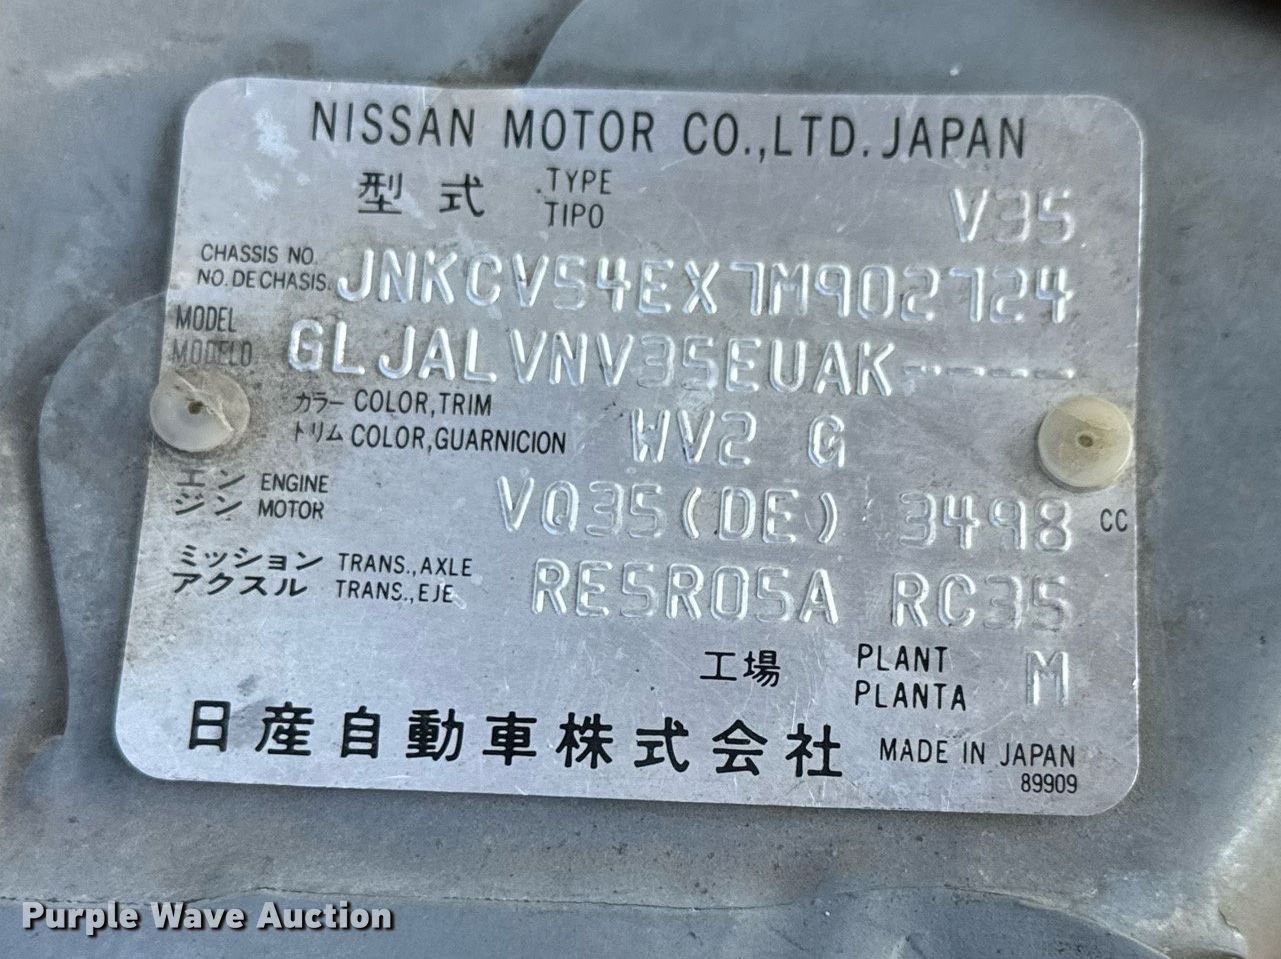 NISSAN MOTOR CO.,LTD. JAPAN
型式 TYPE V35
TIPO
CHASSIS NO. JNKCV54EX7M902724
NO. DE CHASIS.
MODEL GLJALVNV35EUAK-----
MODELO
カラー COLOR,TRIM WV2 G
トリム COLOR,GUARNICION
エン ENGINE VQ35(DE) 3498 CC
ジン MOTOR
ミッション TRANS.,AXLE RE5R05A RC35
アクスル TRANS.,EJE
工場 PLANT M
PLANTA
日産自動車株式会社 MADE IN JAPAN
89909
Purple Wave Auction